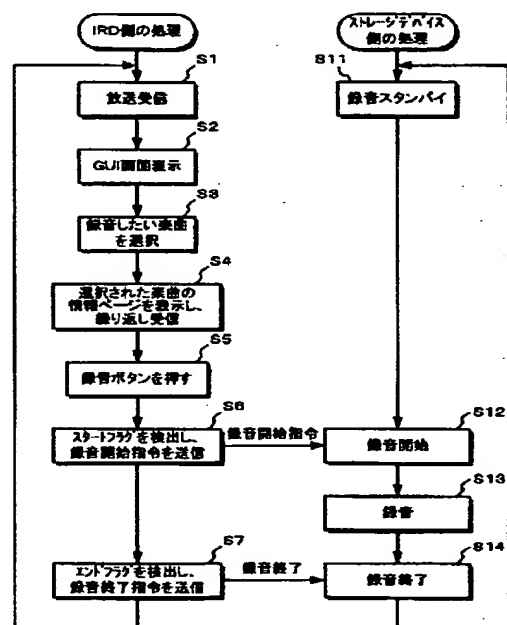 IRD側の処理
ストレージデバイス
側の処理
S1
放送受信
S11
録音スタンバイ
S2
GUI画面表示
S3
録音したい楽曲
を選択
S4
選択された楽曲の
情報ページを表示し、
繰り返し受信
S5
録音ボタンを押す
S6
スタートフラグを検出し、
録音開始指令を送信
録音開始指令
S12
録音開始
S13
録音
S7
エンドフラグを検出し、
録音終了指令を送信
録音終了
S14
録音終了